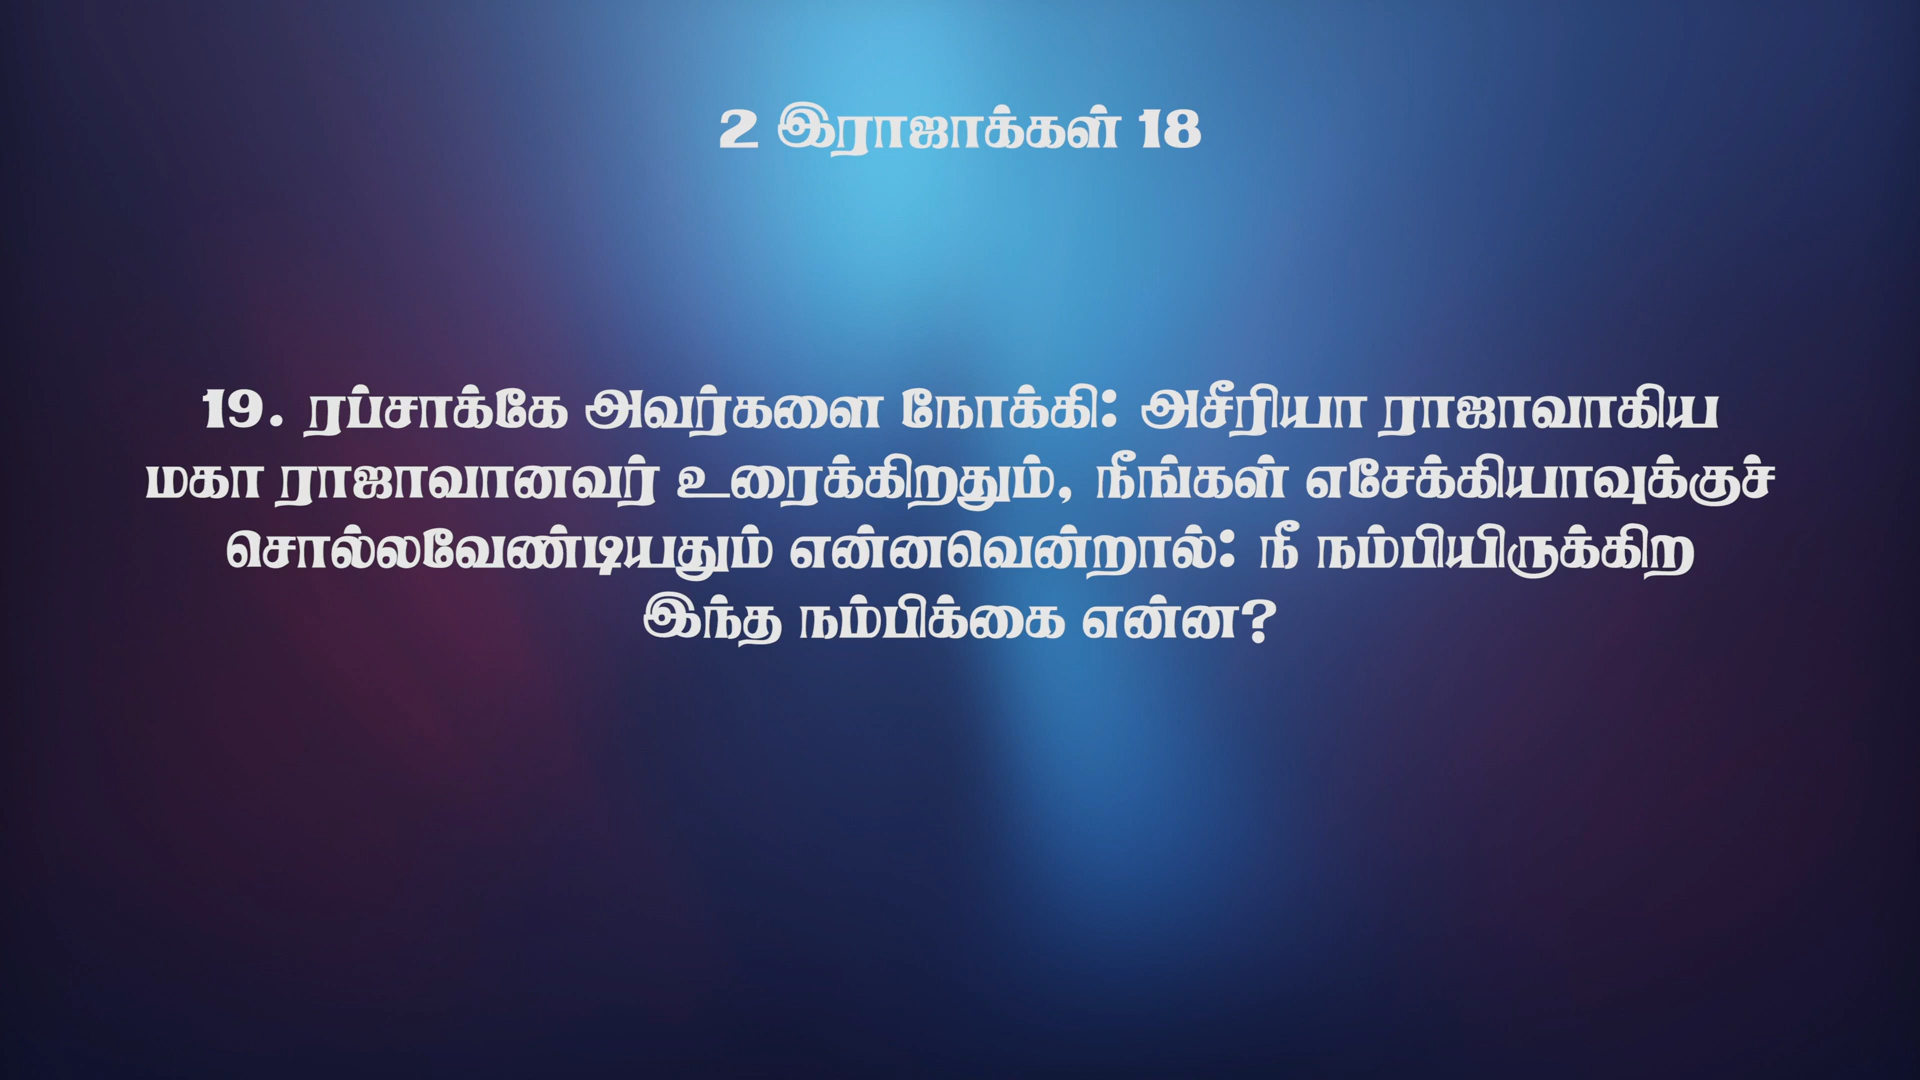 2 இராஜாக்கள் 18
19. ரப்சாக்கே அவர்களை நோக்கி: அசீரியா ராஜாவாகிய
மகா ராஜாவானவர் உரைக்கிறதும், நீங்கள் எசேக்கியாவுக்குச்
சொல்லவேண்டியதும் என்னவென்றால்: நீ நம்பியிருக்கிற
இந்த நம்பிக்கை என்ன?